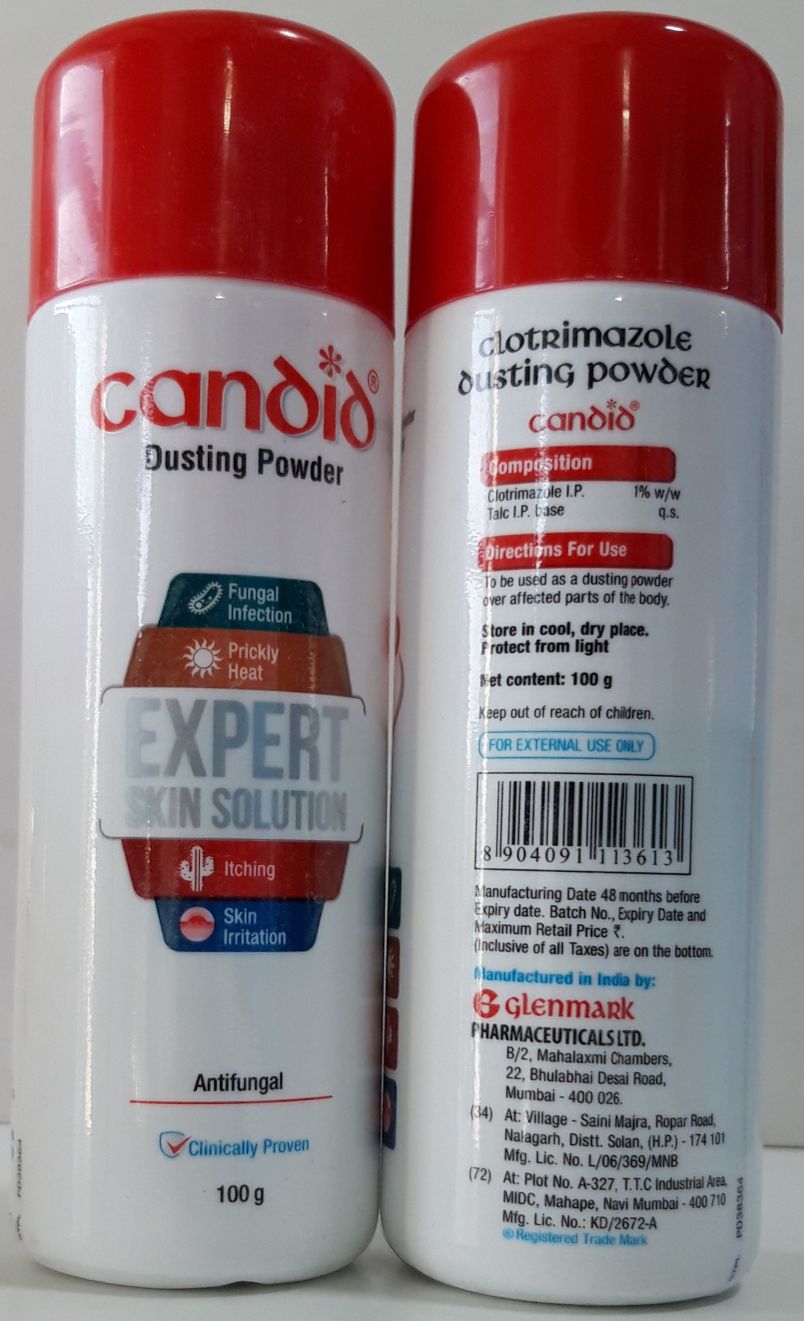 candid®
Dusting Powder
Fungal
Infection
Prickly
Heat
EXPERT
SKIN SOLUTION
Itching
Skin
Irritation
Antifungal
Clinically Proven
100 g
PD38364
clotrimazole
dusting powder
candid®
Composition
Clotrimazole I.P. 1% w/w
Talc I.P. base q.s.
Directions For Use
To be used as a dusting powder
over affected parts of the body.
Store in cool, dry place.
Protect from light
Net content: 100 g
Keep out of reach of children.
FOR EXTERNAL USE ONLY
8 904091 113613
Manufacturing Date 48 months before
Expiry date. Batch No., Expiry Date and
Maximum Retail Price ₹.
(Inclusive of all Taxes) are on the bottom.
Manufactured in India by:
G glenmark
PHARMACEUTICALS LTD.
B/2, Mahalaxmi Chambers,
22, Bhulabhai Desai Road,
Mumbai - 400 026.
(34) At: Village - Saini Majra, Ropar Road,
Nalagarh, Distt. Solan, (H.P.) - 174 101
Mfg. Lic. No. L/06/369/MNB
(72) At: Plot No. A-327, T.T.C Industrial Area,
MIDC, Mahape, Navi Mumbai - 400 710
Mfg. Lic. No.: KD/2672-A
® Registered Trade Mark
PD38364